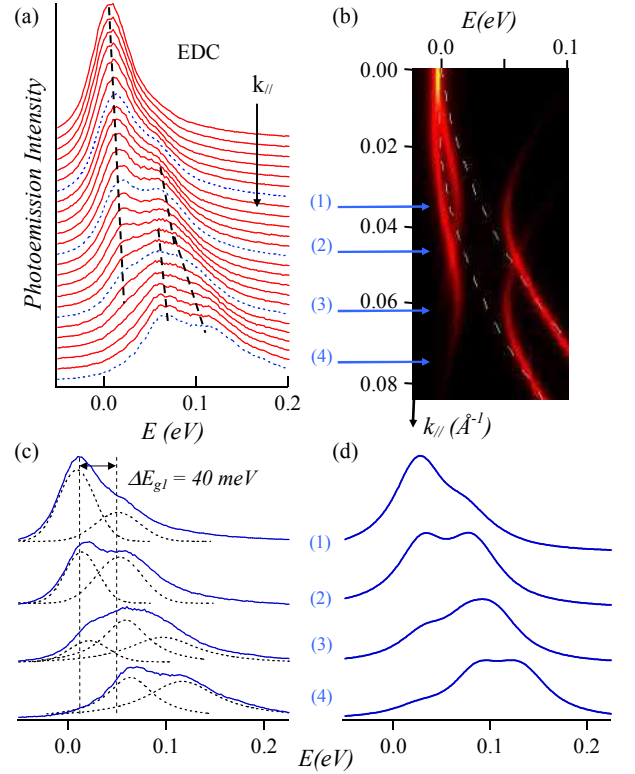 (a)
EDC
k//
Photoemission Intensity
0.0
0.1
0.2
E (eV)
(b)
E(eV)
0.0
0.1
0.00
0.02
0.04
0.06
0.08
(1)
(2)
(3)
(4)
k// (Å-1)
(c)
ΔEg1 = 40 meV
0.0
0.1
0.2
(d)
(1)
(2)
(3)
(4)
0.0
0.1
0.2
E(eV)